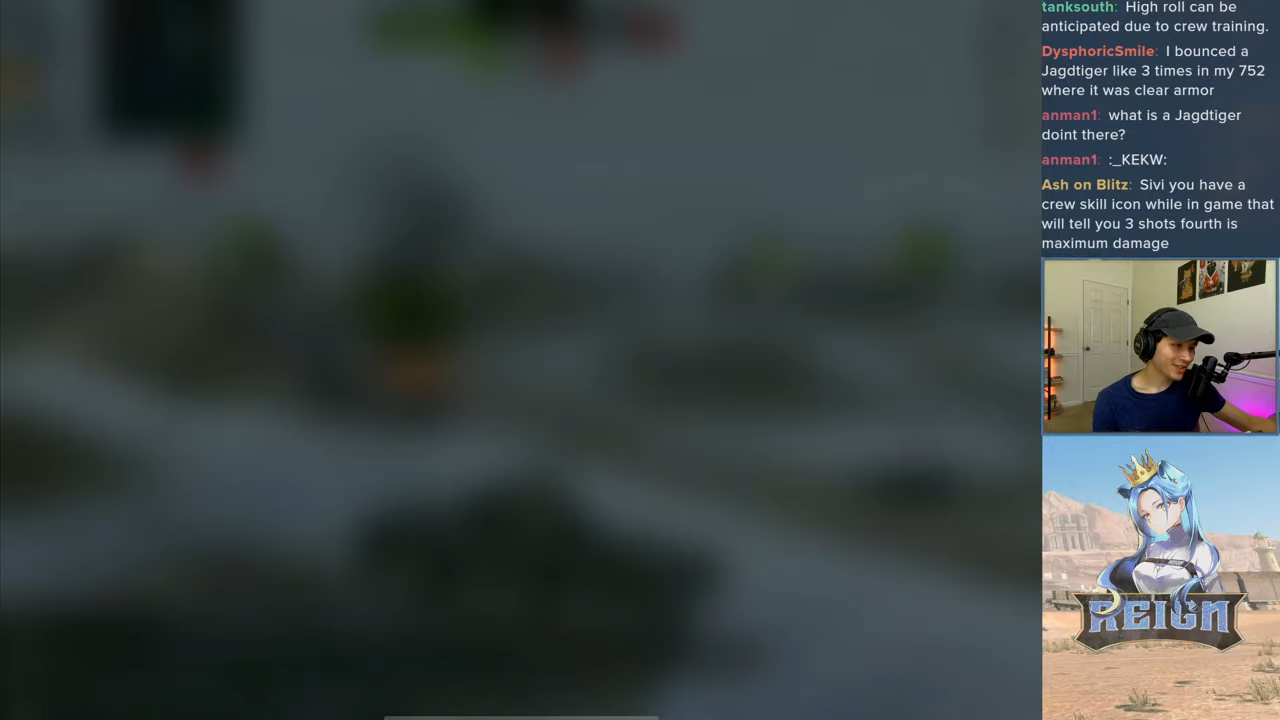 tanksouth: High roll can be
anticipated due to crew training.
DysphoricSmile: I bounced a
Jagdtiger like 3 times in my 752
where it was clear armor
anman1: what is a Jagdtiger
doint there?
anman1: :_KEKW:
Ash on Blitz: Sivi you have a
crew skill icon while in game that
will tell you 3 shots fourth is
maximum damage
REIGN